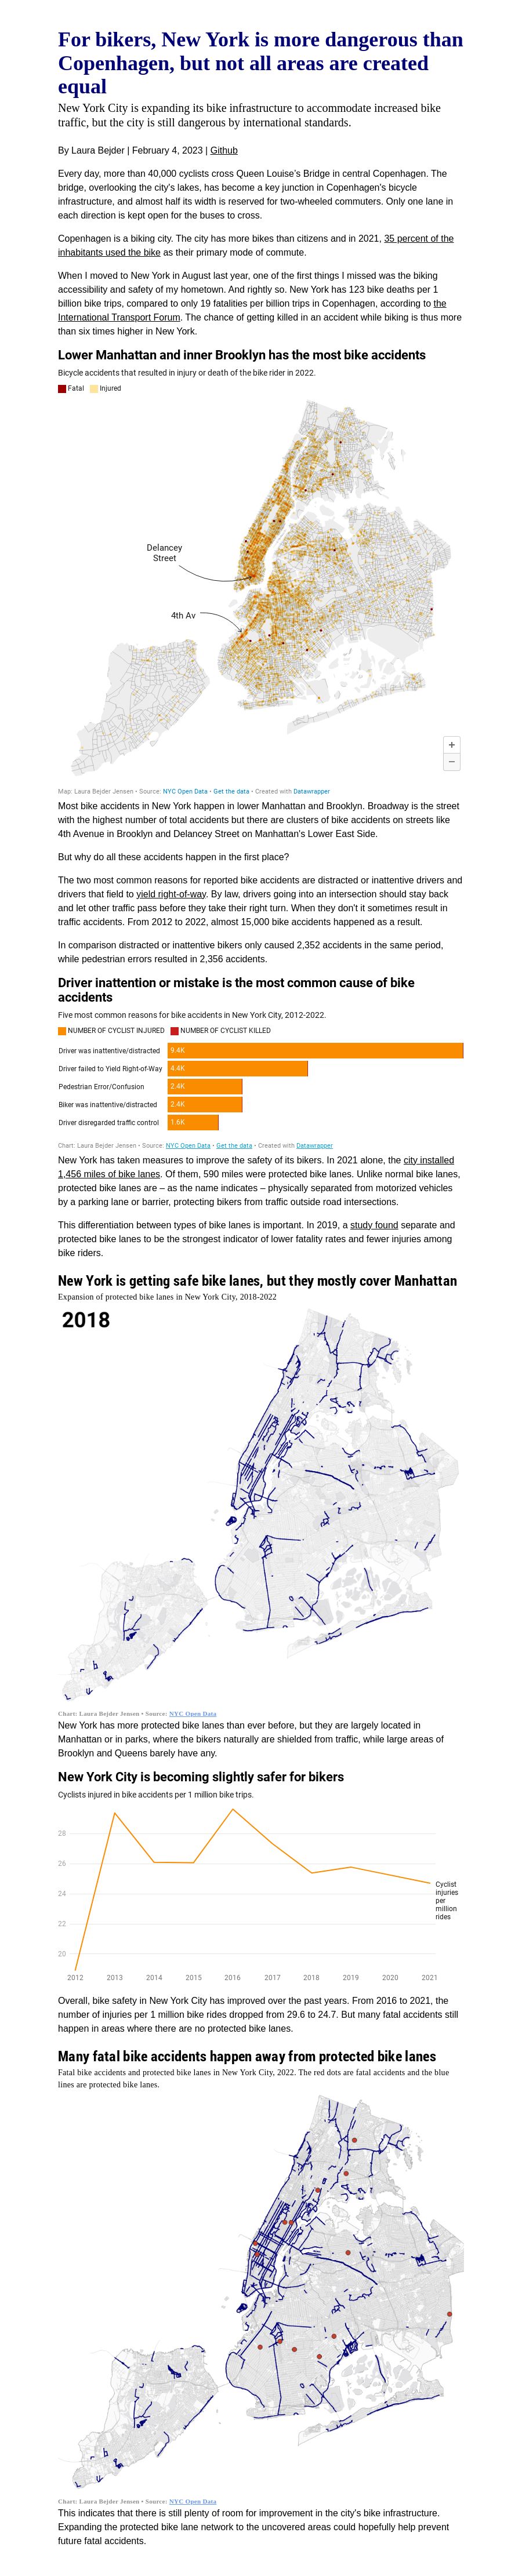 For bikers, New York is more dangerous than
Copenhagen, but not all areas are created
equal
New York City is expanding its bike infrastructure to accommodate increased bike
traffic, but the city is still dangerous by international standards.
By Laura Bejder | February 4, 2023 | Github
Every day, more than 40,000 cyclists cross Queen Louise's Bridge in central Copenhagen. The
bridge, overlooking the city's lakes, has become a key junction in Copenhagen's bicycle
infrastructure, and almost half its width is reserved for two-wheeled commuters. Only one lane in
each direction is kept open for the buses to cross.
Copenhagen is a biking city. The city has more bikes than citizens and in 2021, 35 percent of the
inhabitants used the bike as their primary mode of commute.
When I moved to New York in August last year, one of the first things I missed was the biking
accessibility and safety of my hometown. And rightly so. New York has 123 bike deaths per 1
billion bike trips, compared to only 19 fatalities per billion trips in Copenhagen, according to the
International Transport Forum. The chance of getting killed in an accident while biking is thus more
than six times higher in New York.
Lower Manhattan and inner Brooklyn has the most bike accidents
Bicycle accidents that resulted in injury or death of the bike rider in 2022.
Fatal Injured
Delancey
Street
4th Av
+
−
Map: Laura Bejder Jensen • Source: NYC Open Data • Get the data • Created with Datawrapper
Most bike accidents in New York happen in lower Manhattan and Brooklyn. Broadway is the street
with the highest number of total accidents but there are clusters of bike accidents on streets like
4th Avenue in Brooklyn and Delancey Street on Manhattan's Lower East Side.
But why do all these accidents happen in the first place?
The two most common reasons for reported bike accidents are distracted or inattentive drivers and
drivers that field to yield right-of-way. By law, drivers going into an intersection should stay back
and let other traffic pass before they take their right turn. When they don't it sometimes result in
traffic accidents. From 2012 to 2022, almost 15,000 bike accidents happened as a result.
In comparison distracted or inattentive bikers only caused 2,352 accidents in the same period,
while pedestrian errors resulted in 2,356 accidents.
Driver inattention or mistake is the most common cause of bike
accidents
Five most common reasons for bike accidents in New York City, 2012-2022.
NUMBER OF CYCLIST INJURED NUMBER OF CYCLIST KILLED
Driver was inattentive/distracted 9.4K
Driver failed to Yield Right-of-Way 4.4K
Pedestrian Error/Confusion 2.4K
Biker was inattentive/distracted 2.4K
Driver disregarded traffic control 1.6K
Chart: Laura Bejder Jensen • Source: NYC Open Data • Get the data • Created with Datawrapper
New York has taken measures to improve the safety of its bikers. In 2021 alone, the city installed
1,456 miles of bike lanes. Of them, 590 miles were protected bike lanes. Unlike normal bike lanes,
protected bike lanes are – as the name indicates – physically separated from motorized vehicles
by a parking lane or barrier, protecting bikers from traffic outside road intersections.
This differentiation between types of bike lanes is important. In 2019, a study found separate and
protected bike lanes to be the strongest indicator of lower fatality rates and fewer injuries among
bike riders.
New York is getting safe bike lanes, but they mostly cover Manhattan
Expansion of protected bike lanes in New York City, 2018-2022
2018
Chart: Laura Bejder Jensen • Source: NYC Open Data
New York has more protected bike lanes than ever before, but they are largely located in
Manhattan or in parks, where the bikers naturally are shielded from traffic, while large areas of
Brooklyn and Queens barely have any.
New York City is becoming slightly safer for bikers
Cyclists injured in bike accidents per 1 million bike trips.
28
26
24
22
20
Cyclist
injuries
per
million
rides
2012 2013 2014 2015 2016 2017 2018 2019 2020 2021
Overall, bike safety in New York City has improved over the past years. From 2016 to 2021, the
number of injuries per 1 million bike rides dropped from 29.6 to 24.7. But many fatal accidents still
happen in areas where there are no protected bike lanes.
Many fatal bike accidents happen away from protected bike lanes
Fatal bike accidents and protected bike lanes in New York City, 2022. The red dots are fatal accidents and the blue
lines are protected bike lanes.
Chart: Laura Bejder Jensen • Source: NYC Open Data
This indicates that there is still plenty of room for improvement in the city's bike infrastructure.
Expanding the protected bike lane network to the uncovered areas could hopefully help prevent
future fatal accidents.